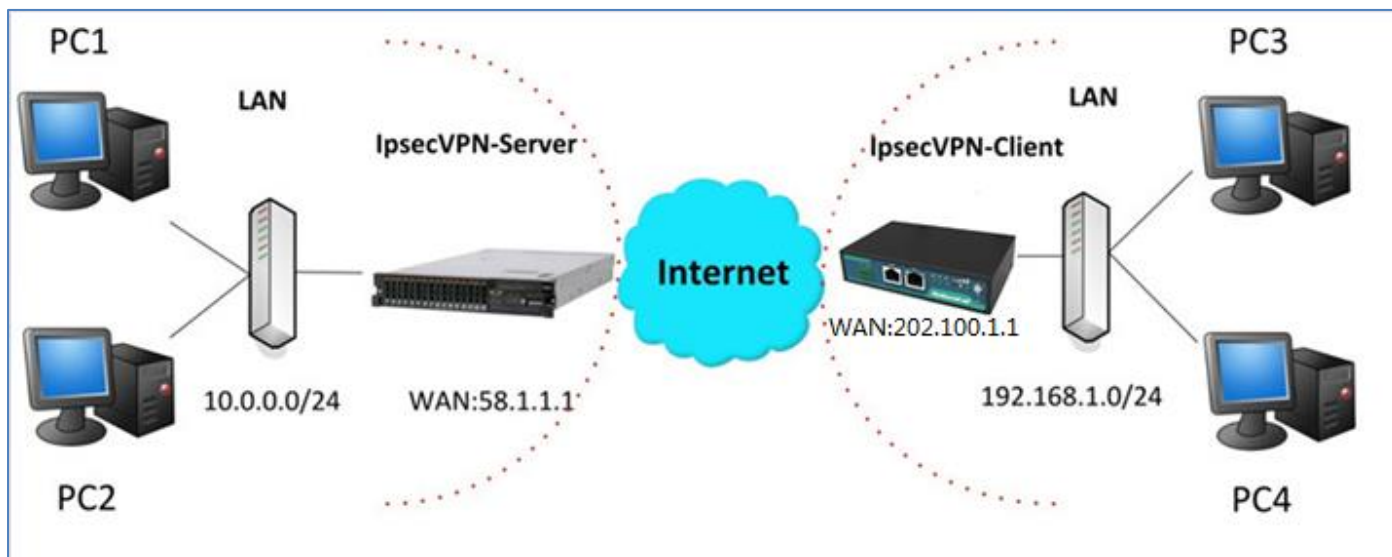 PC1
LAN
IpsecVPN-Server
10.0.0.0/24
WAN:58.1.1.1
PC2
Internet
PC3
LAN
IpsecVPN-Client
WAN:202.100.1.1
192.168.1.0/24
PC4